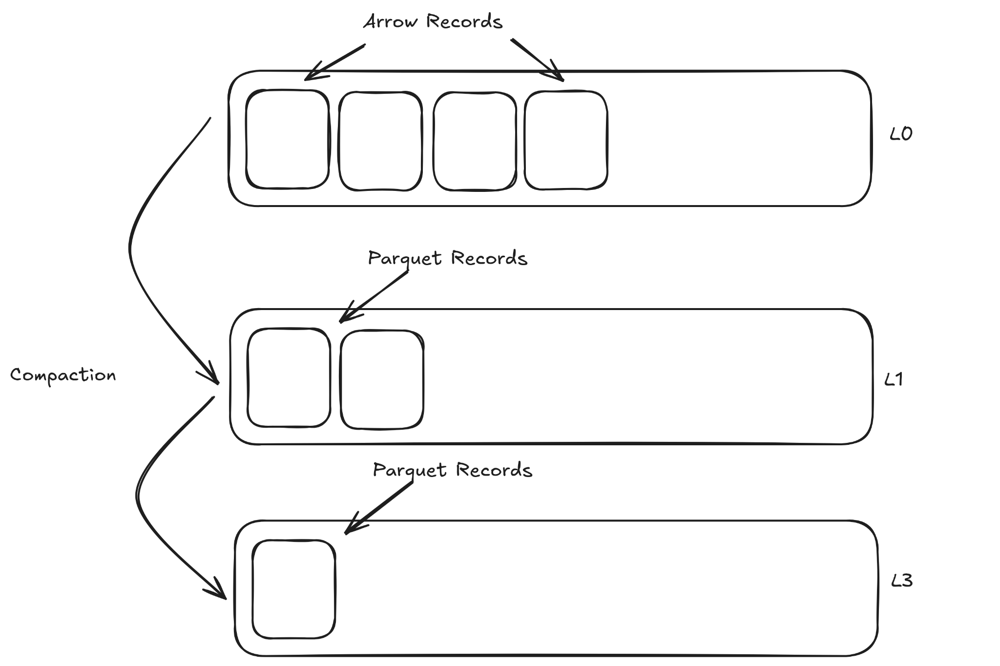 Arrow Records
L0
Parquet Records
Compaction
L1
Parquet Records
L3